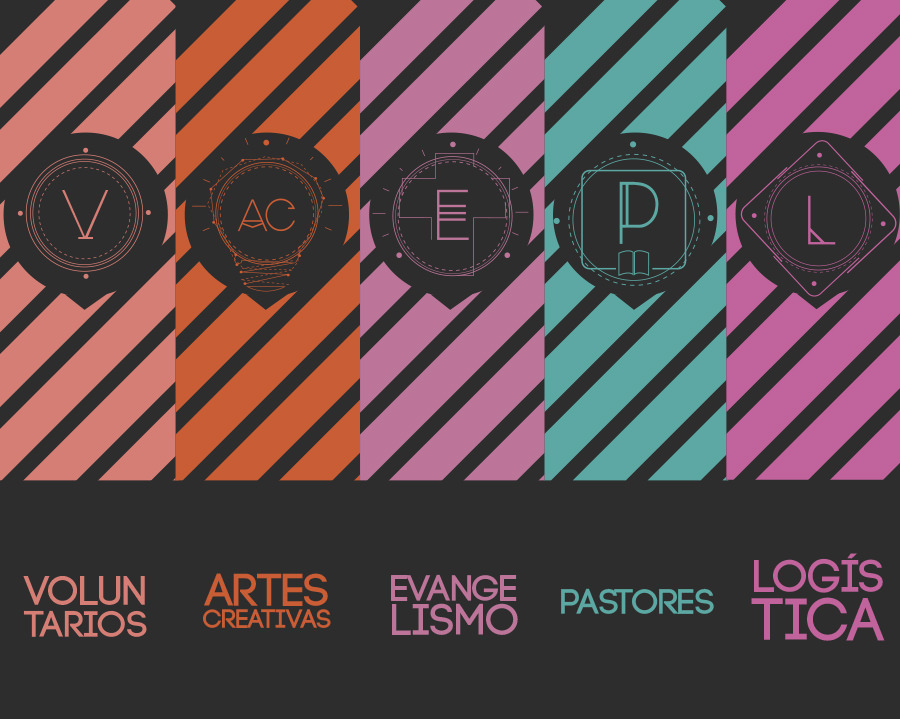 V
AC
E
P
L
VOLUN
TARIOS
ARTES
CREATIVAS
EVANGE
LISMO
PASTORES
LOGÍS
TICA